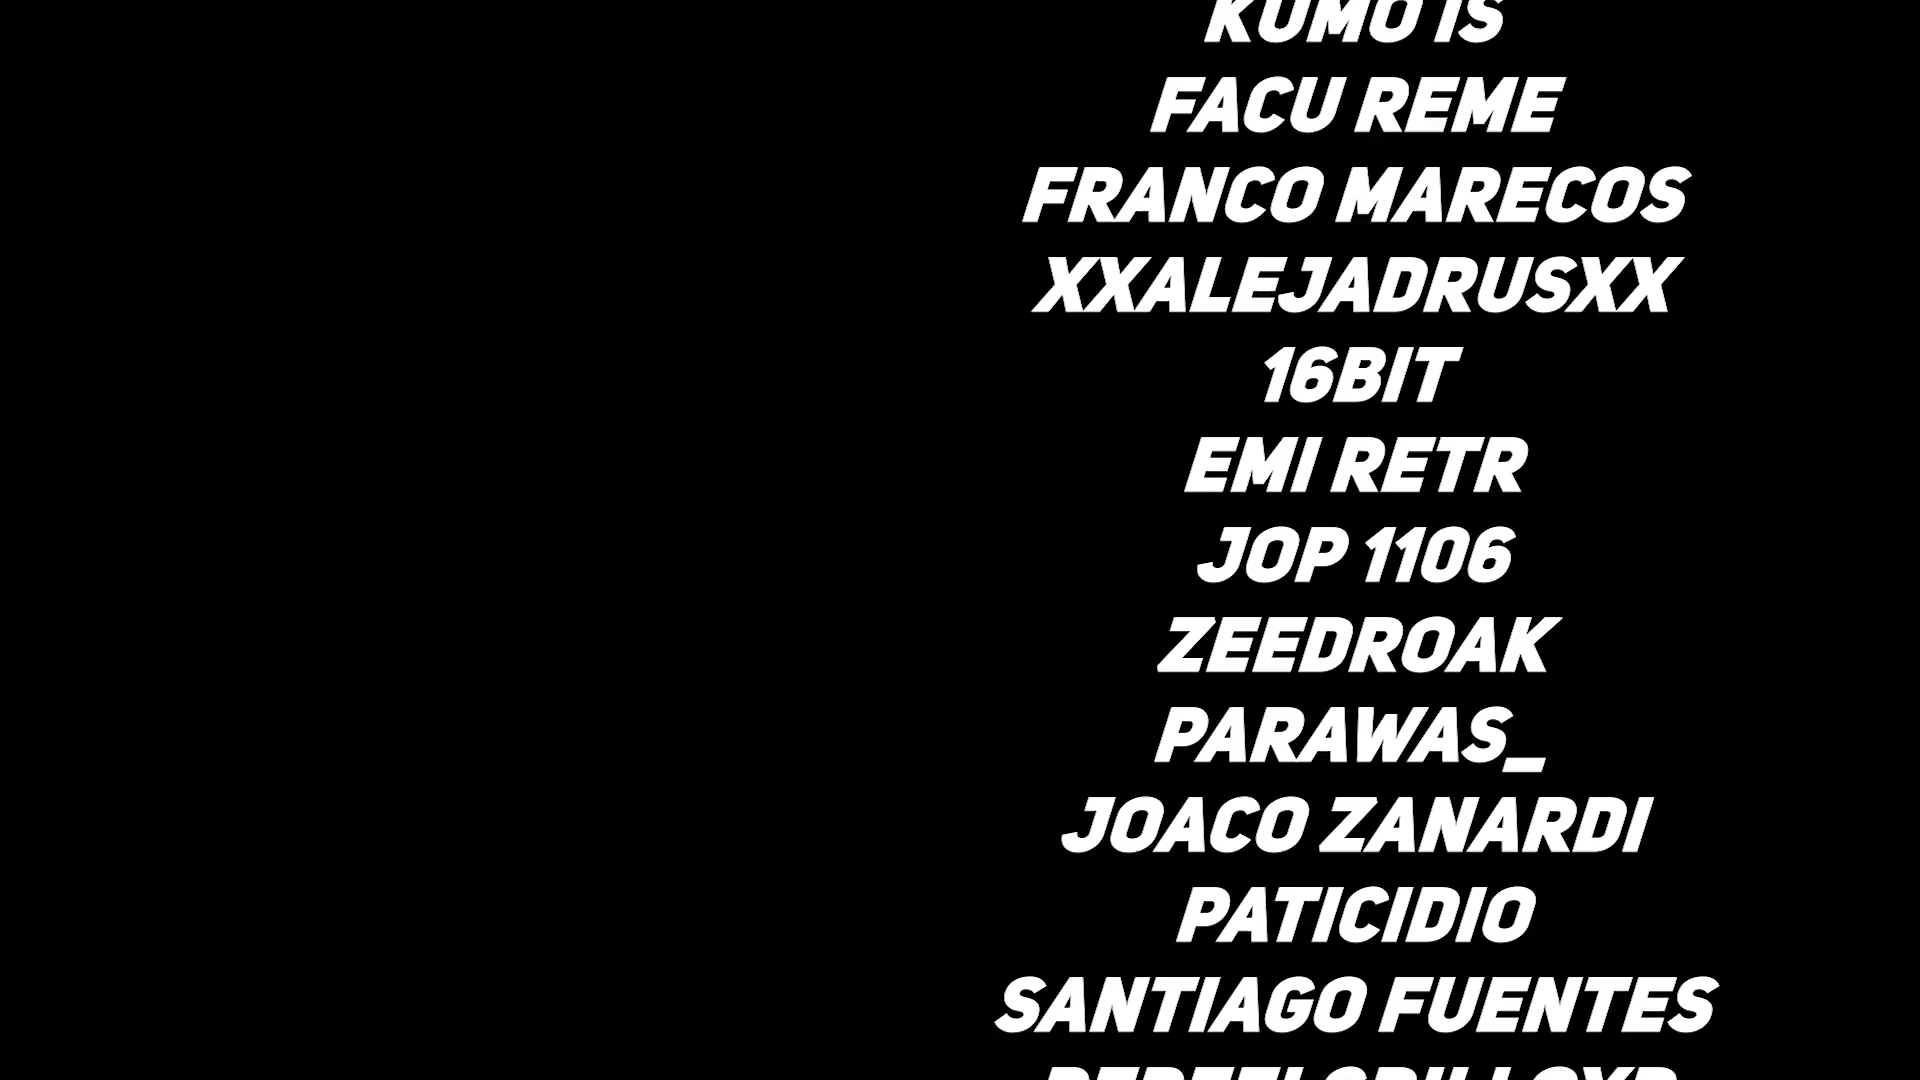 KUMO IS
FACU REME
FRANCO MARECOS
XXALEJADRUSXX
16BIT
EMI RETR
JOP 1106
ZEEDROAK
PARAWAS_
JOACO ZANARDI
PATICIDIO
SANTIAGO FUENTES